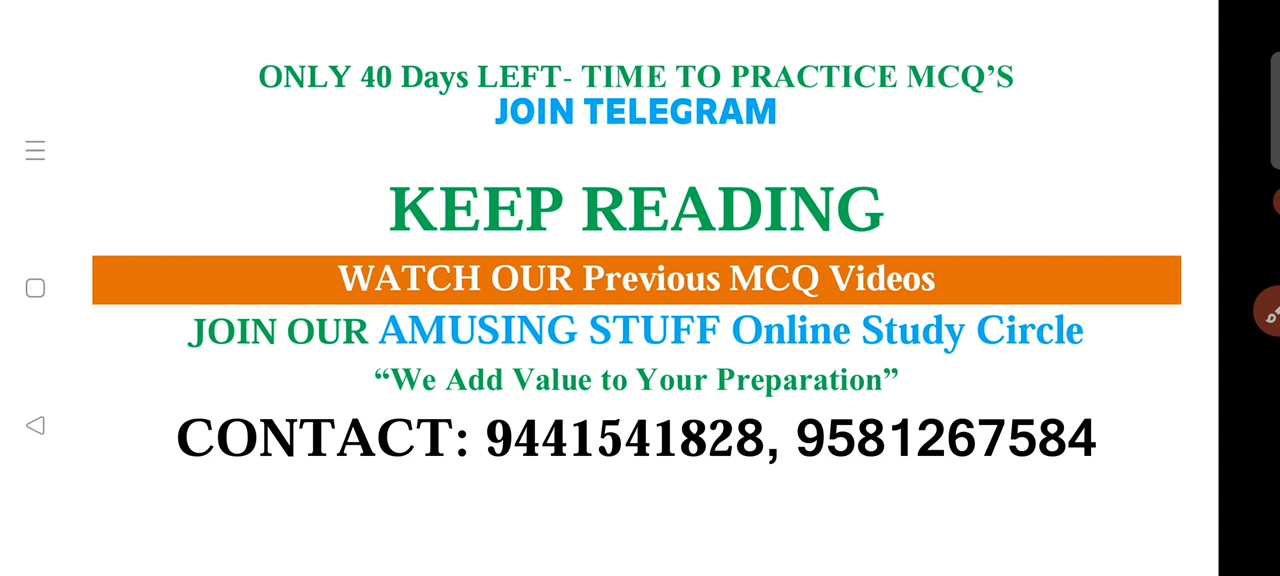 ONLY 40 Days LEFT- TIME TO PRACTICE MCQ’S
JOIN TELEGRAM
KEEP READING
WATCH OUR Previous MCQ Videos
JOIN OUR AMUSING STUFF Online Study Circle
“We Add Value to Your Preparation”
CONTACT: 9441541828, 9581267584